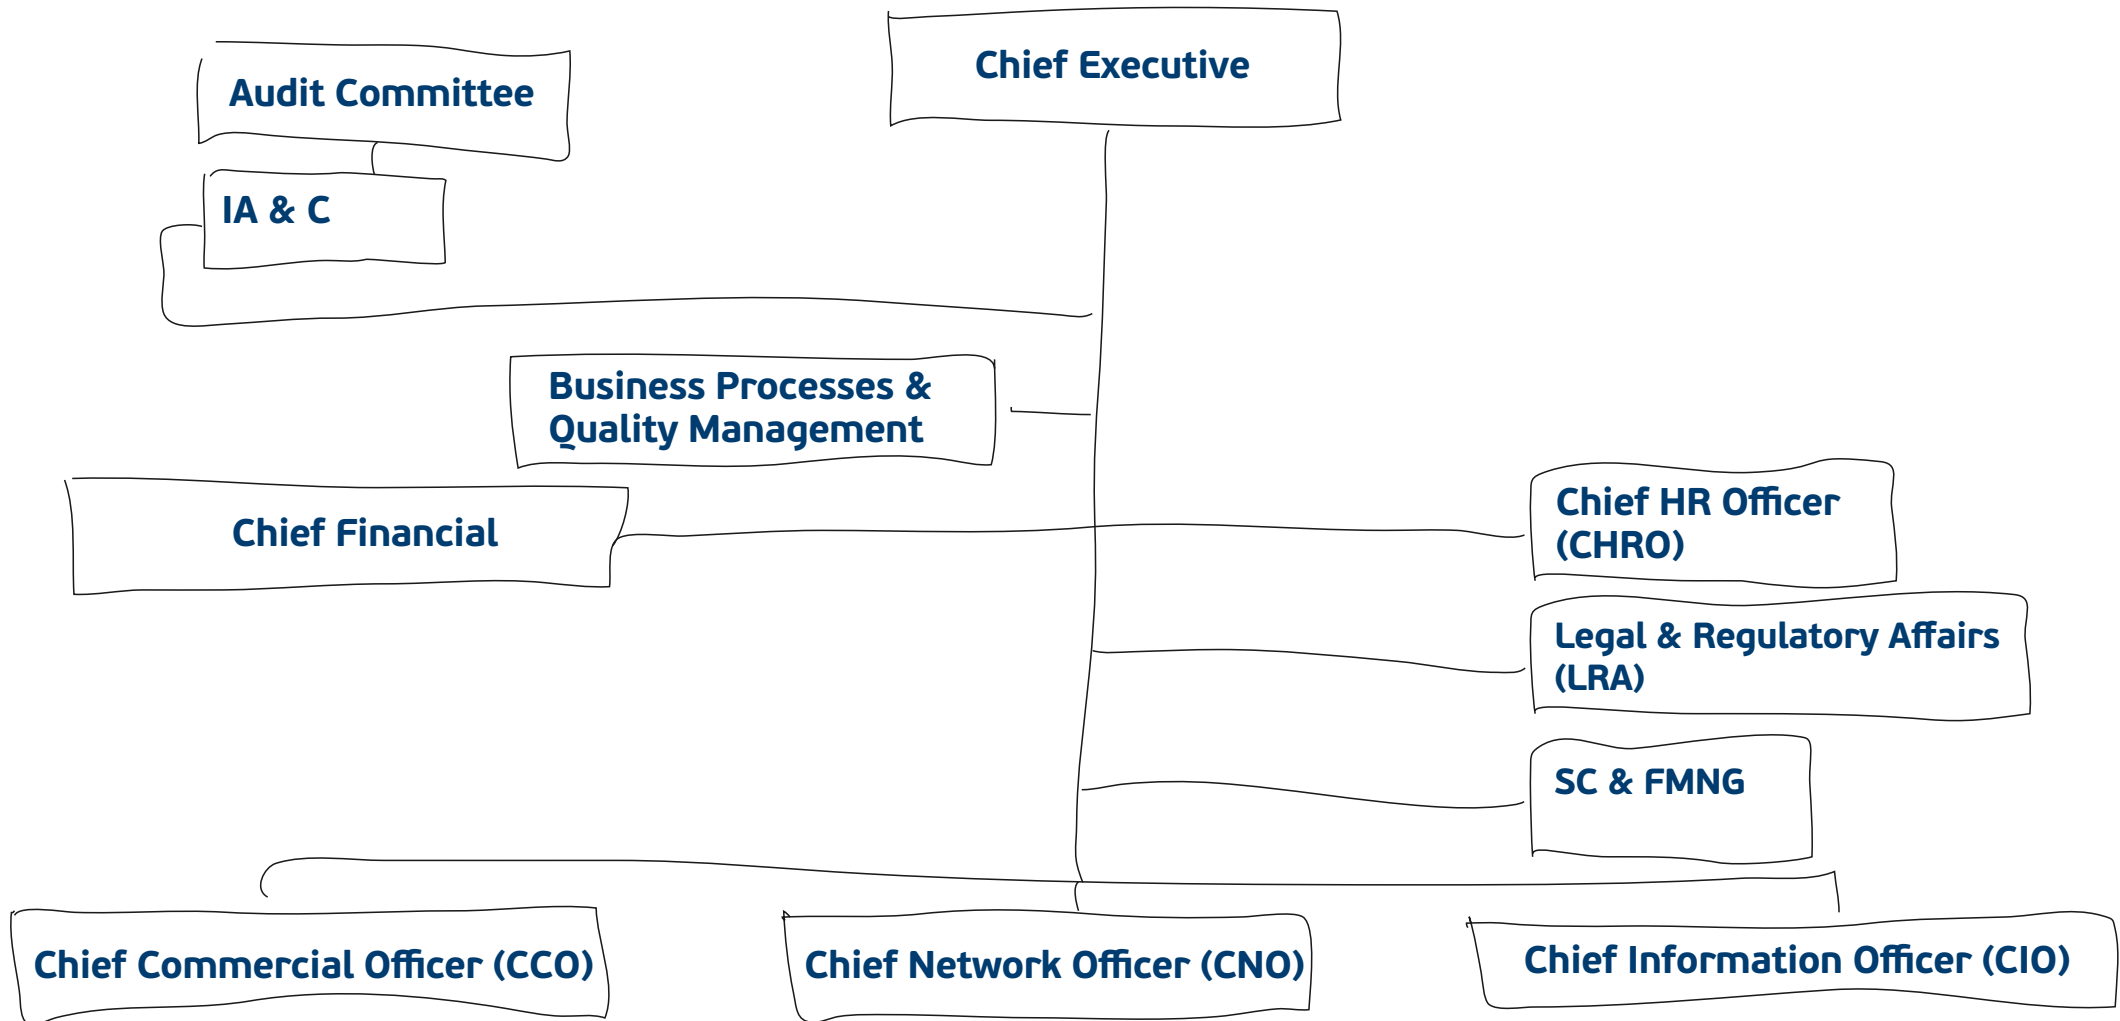 Chief Executive
Audit Committee
IA & C
Business Processes &
Quality Management
Chief Financial
Chief HR Officer
(CHRO)
Legal & Regulatory Affairs
(LRA)
SC & FMNG
Chief Commercial Officer (CCO)
Chief Network Officer (CNO)
Chief Information Officer (CIO)